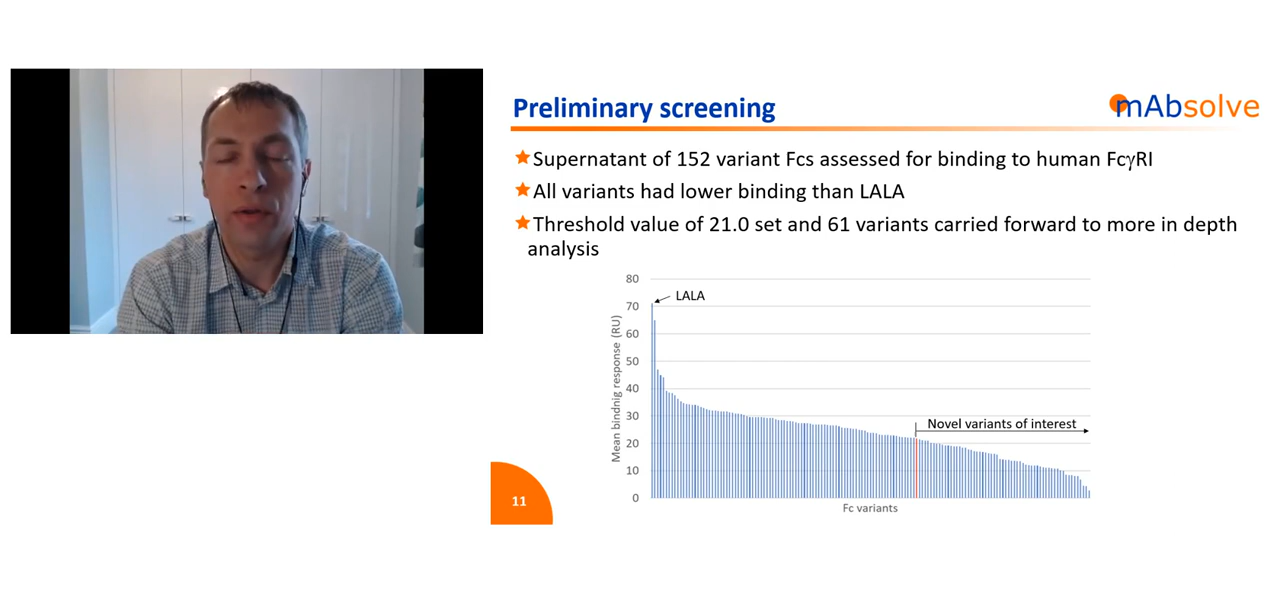 Preliminary screening
mAbsolve
Supernatant of 152 variant Fcs assessed for binding to human FcγRI
All variants had lower binding than LALA
Threshold value of 21.0 set and 61 variants carried forward to more in depth
analysis
80
70
60
50
40
30
20
10
0
Mean bindnig response (RU)
LALA
Novel variants of interest
Fc variants
11